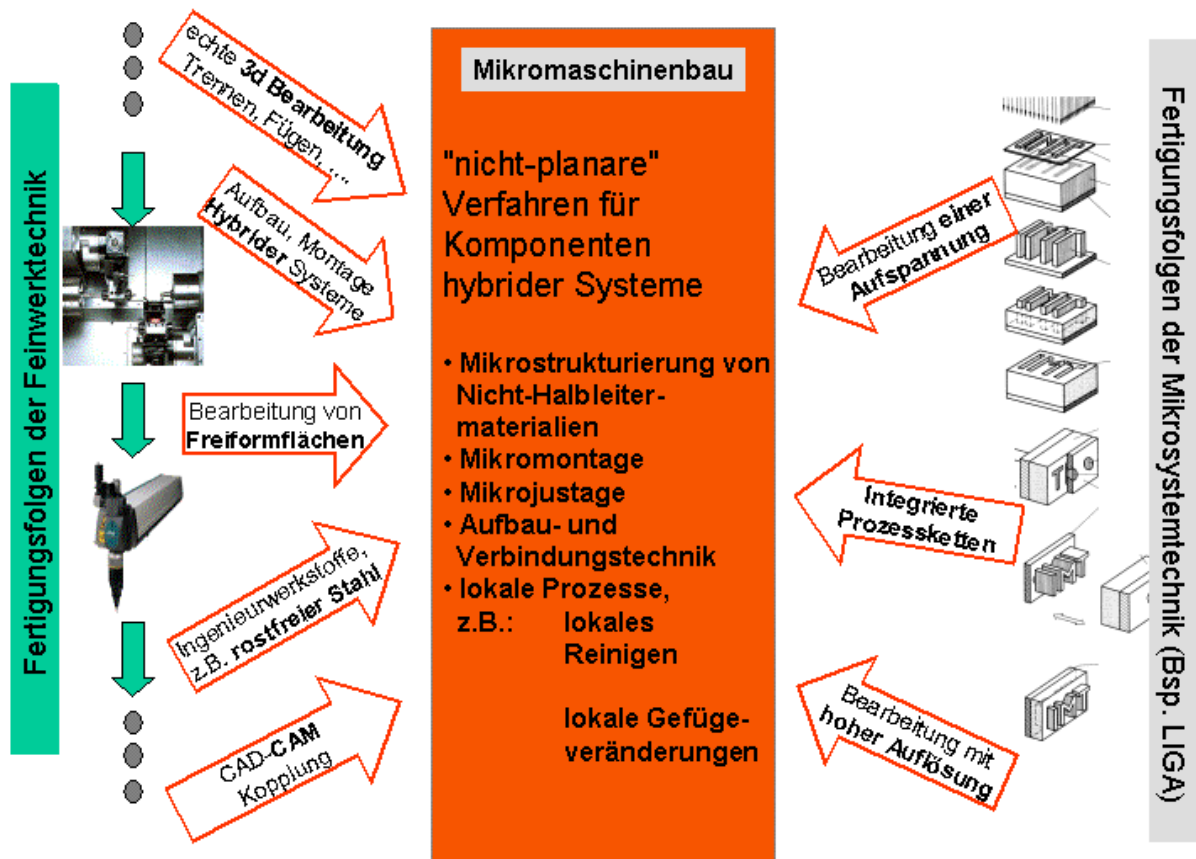 Fertigungsfolgen der Feinwerktechnik
echte 3d Bearbeitung
Trennen, Fügen, ....
Aufbau, Montage
Hybrider Systeme
Bearbeitung von
Freiformflächen
Ingenieurwerkstoffe,
z.B. rostfreier Stahl
CAD-CAM
Kopplung
Mikromaschinenbau
"nicht-planare"
Verfahren für
Komponenten
hybrider Systeme
• Mikrostrukturierung von
Nicht-Halbleiter-
materialien
• Mikromontage
• Mikrojustage
• Aufbau- und
Verbindungstechnik
• lokale Prozesse,
z.B.: lokales
Reinigen
lokale Gefüge-
veränderungen
Bearbeitung einer
Aufspannung
Integrierte
Prozessketten
Bearbeitung mit
hoher Auflösung
Fertigungsfolgen der Mikrosystemtechnik (Bsp. LIGA)